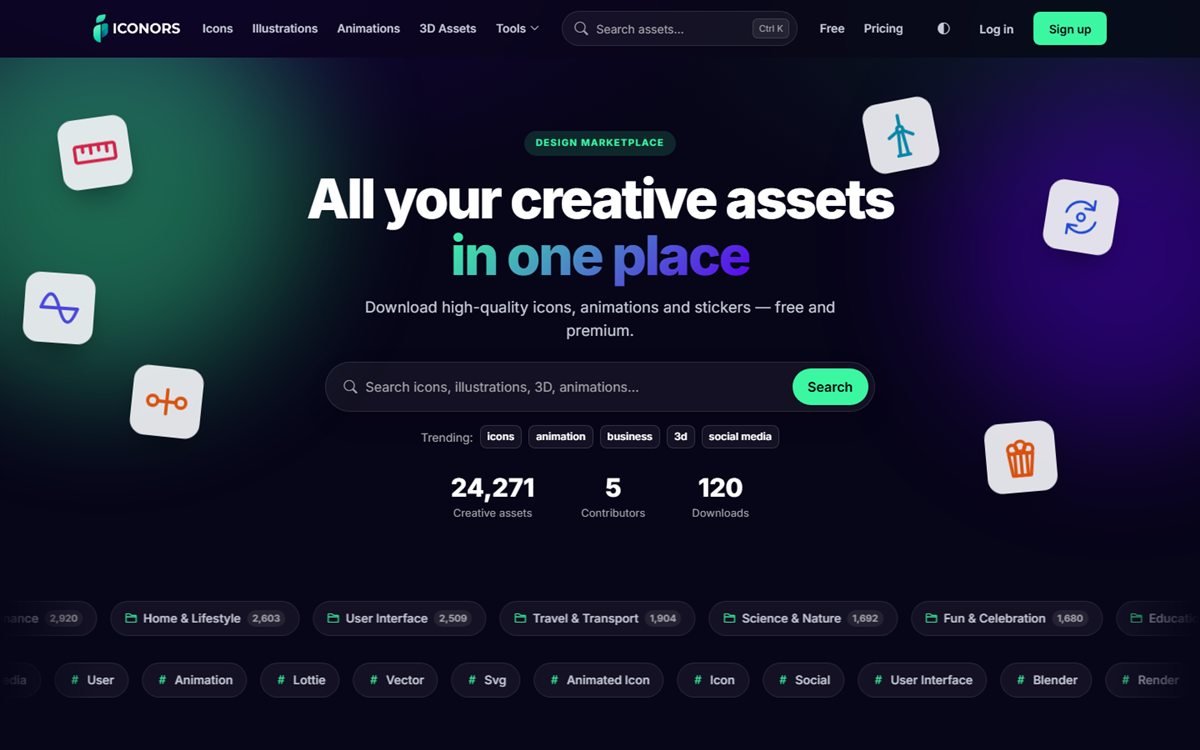 ICONORS
Icons
Illustrations
Animations
3D Assets
Tools
Search assets...
Ctrl K
Free
Pricing
Log in
Sign up
DESIGN MARKETPLACE
All your creative assets
in one place
Download high-quality icons, animations and stickers — free and
premium.
Search icons, illustrations, 3D, animations...
Search
Trending:
icons
animation
business
3d
social media
24,271
5
120
Creative assets
Contributors
Downloads
2,920
Home & Lifestyle 2,603
User Interface 2,509
Travel & Transport 1,904
Science & Nature 1,692
Fun & Celebration 1,680
# User
# Animation
# Lottie
# Vector
# Svg
# Animated Icon
# Icon
# Social
# User Interface
# Blender
# Render